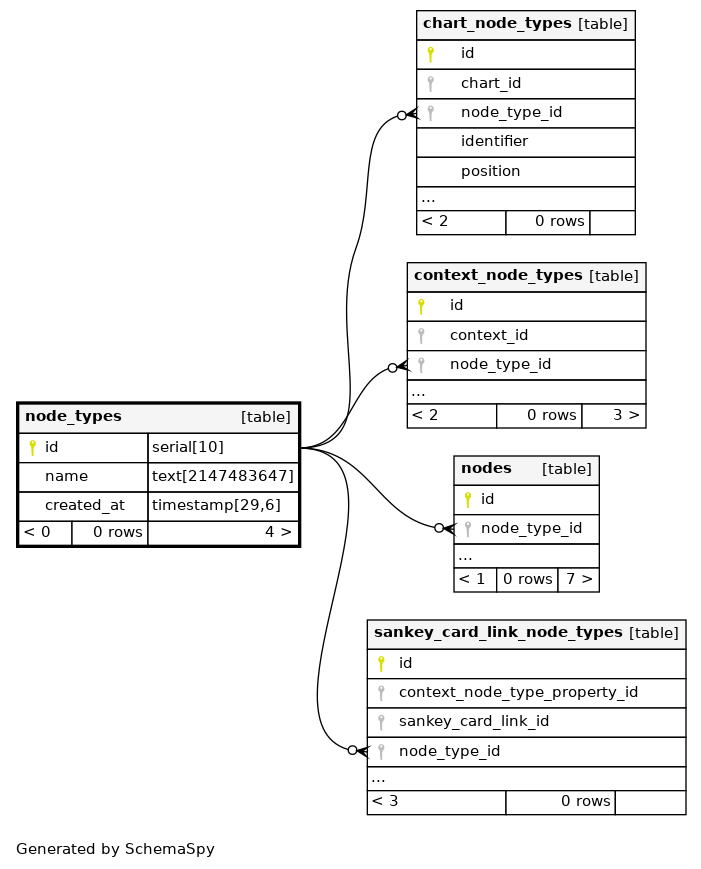 chart_node_types [table]
id
chart_id
node_type_id
identifier
position
...
< 2 0 rows
context_node_types [table]
id
context_id
node_type_id
...
< 2 0 rows 3 >
node_types [table]
id serial[10]
name text[2147483647]
created_at timestamp[29,6]
< 0 0 rows 4 >
nodes [table]
id
node_type_id
...
< 1 0 rows 7 >
sankey_card_link_node_types [table]
id
context_node_type_property_id
sankey_card_link_id
node_type_id
...
< 3 0 rows
Generated by SchemaSpy